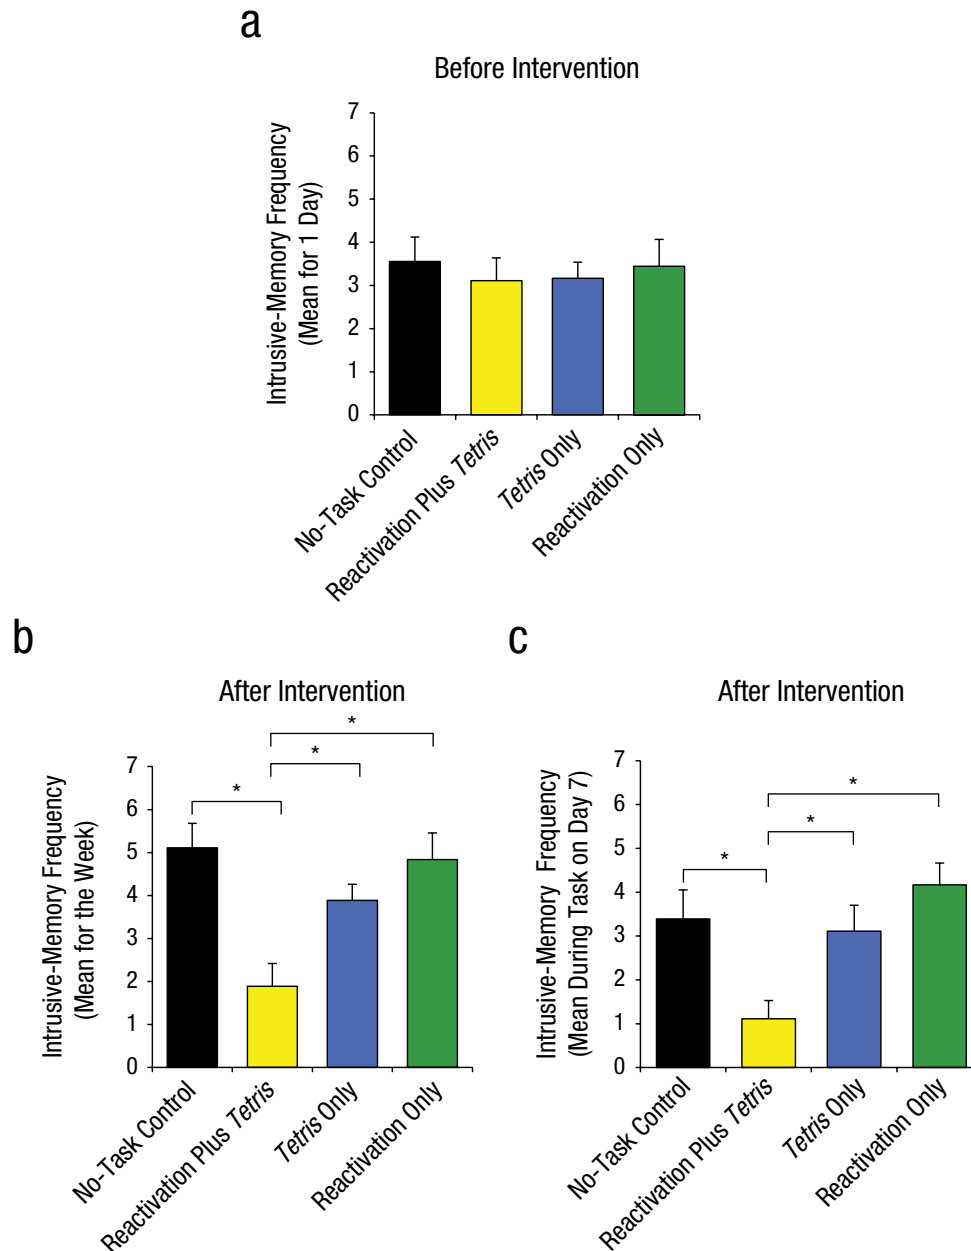 a
Before Intervention
Intrusive-Memory Frequency
(Mean for 1 Day)
7
6
5
4
3
2
1
0
No-Task Control
Reactivation Plus Tetris
Tetris Only
Reactivation Only
b
After Intervention
Intrusive-Memory Frequency
(Mean for the Week)
7
6
5
4
3
2
1
0
*
*
*
No-Task Control
Reactivation Plus Tetris
Tetris Only
Reactivation Only
c
After Intervention
Intrusive-Memory Frequency
(Mean During Task on Day 7)
7
6
5
4
3
2
1
0
*
*
*
No-Task Control
Reactivation Plus Tetris
Tetris Only
Reactivation Only